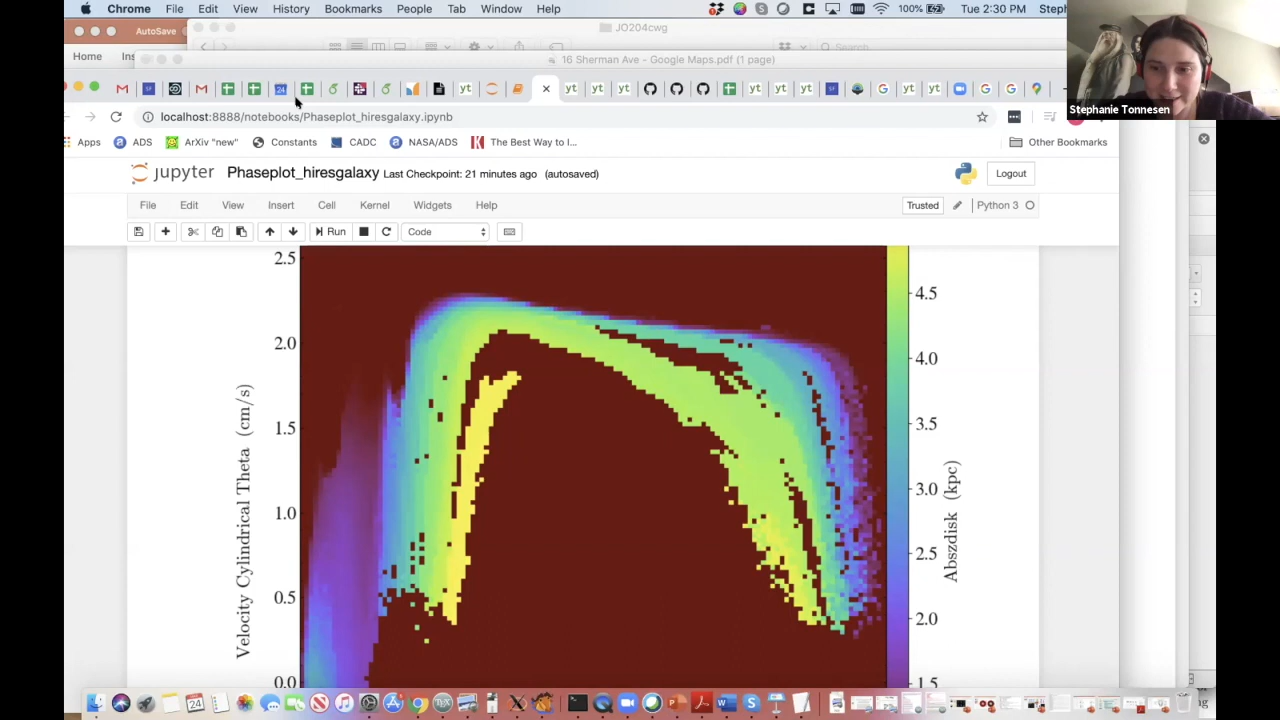 Chrome File Edit View History Bookmarks People Tab Window Help 100% Tue 2:30 PM Steph
AutoSave JO204cwg
Home Search
16 Sherman Ave - Google Maps.pdf (1 page)
Stephanie Tonnesen
localhost:8888/notebooks/Phaseplot_hiresgalaxy.ipynb
Apps ADS ArXiv "new" Constants CADC NASA/ADS The Best Way to I... Other Bookmarks
jupyter Phaseplot_hiresgalaxy Last Checkpoint: 21 minutes ago (autosaved) Logout
File Edit View Insert Cell Kernel Widgets Help Trusted Python 3
Run Code
2.5
4.5
2.0
4.0
3.5
1.5
3.0
1.0
2.5
0.5
2.0
0.0
1.5
Velocity Cylindrical Theta (cm/s)
Abszdisk (kpc)